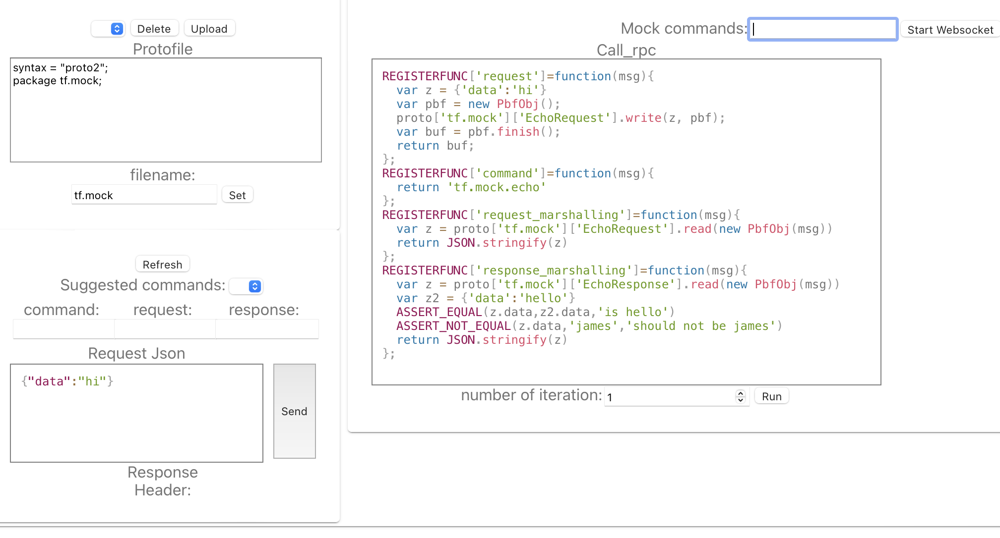 Delete Upload
Protofile
syntax = "proto2";
package tf.mock;
filename:
tf.mock Set
Refresh
Suggested commands:
command: request: response:
Request Json
{"data":"hi"}
Send
Response
Header:
Mock commands: Start Websocket
Call_rpc
REGISTERFUNC['request']=function(msg){
  var z = {'data':'hi'}
  var pbf = new PbfObj();
  proto['tf.mock']['EchoRequest'].write(z, pbf);
  var buf = pbf.finish();
  return buf;
};
REGISTERFUNC['command']=function(msg){
  return 'tf.mock.echo'
};
REGISTERFUNC['request_marshalling']=function(msg){
  var z = proto['tf.mock']['EchoRequest'].read(new PbfObj(msg))
  return JSON.stringify(z)
};
REGISTERFUNC['response_marshalling']=function(msg){
  var z = proto['tf.mock']['EchoResponse'].read(new PbfObj(msg))
  var z2 = {'data':'hello'}
  ASSERT_EQUAL(z.data,z2.data,'is hello')
  ASSERT_NOT_EQUAL(z.data,'james','should not be james')
  return JSON.stringify(z)
};
number of iteration: 1 Run